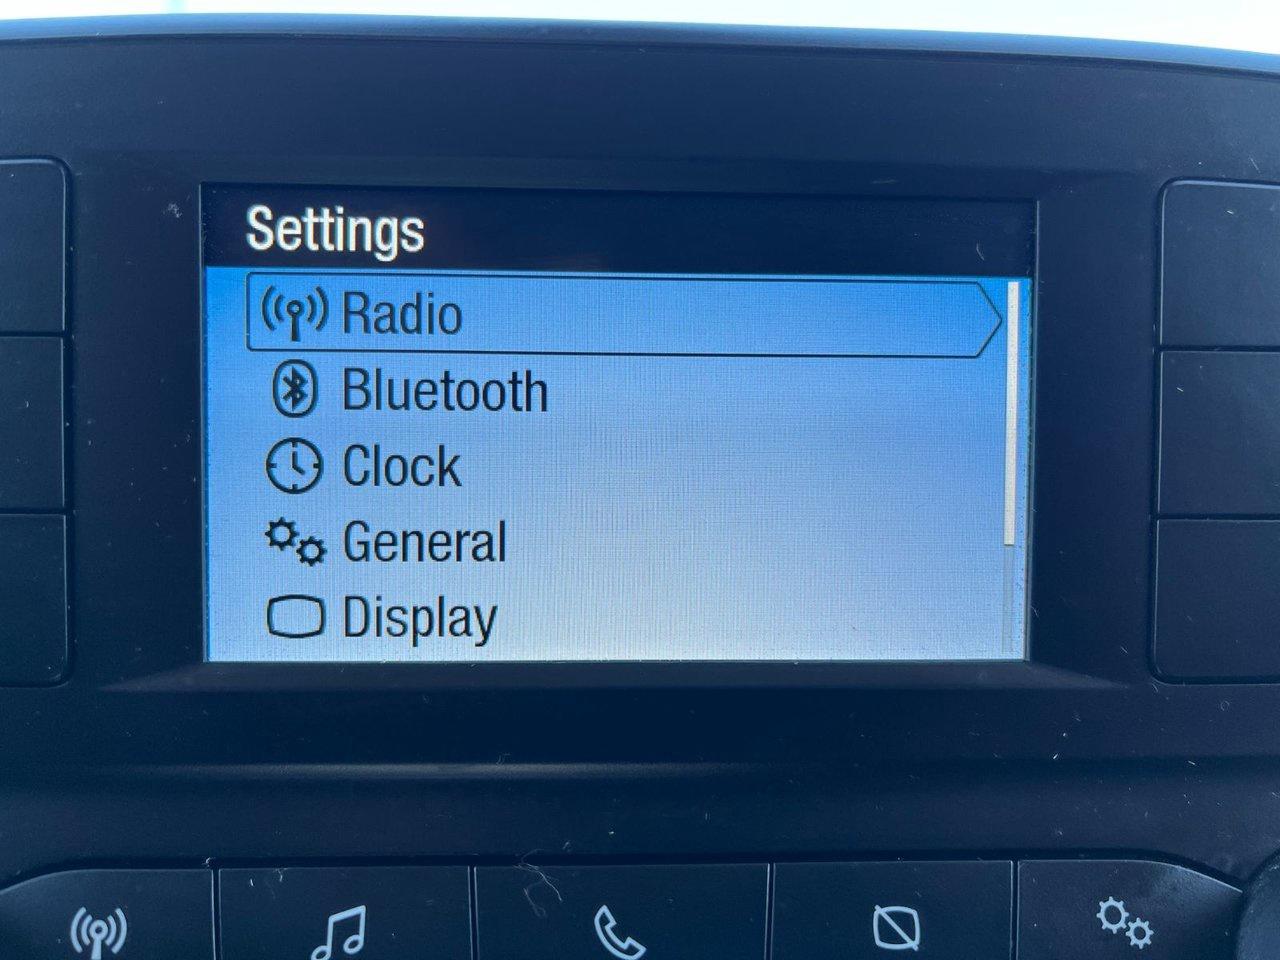 Settings
Radio
Bluetooth
Clock
General
Display